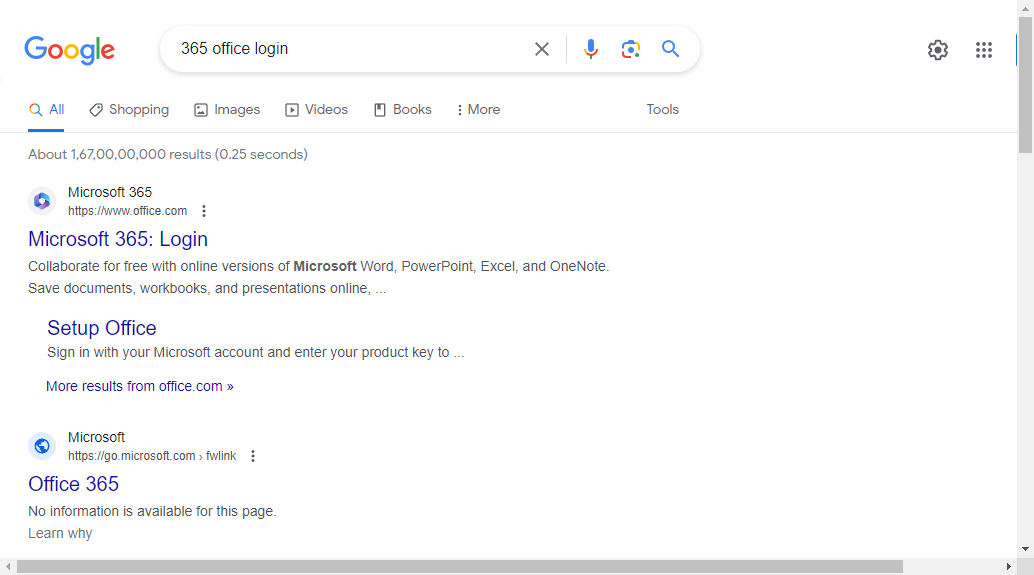 Google
365 office login
All
Shopping
Images
Videos
Books
More
Tools
About 1,67,00,00,000 results (0.25 seconds)
Microsoft 365
https://www.office.com
Microsoft 365: Login
Collaborate for free with online versions of Microsoft Word, PowerPoint, Excel, and OneNote.
Save documents, workbooks, and presentations online, ...
Setup Office
Sign in with your Microsoft account and enter your product key to ...
More results from office.com »
Microsoft
https://go.microsoft.com › fwlink
Office 365
No information is available for this page.
Learn why